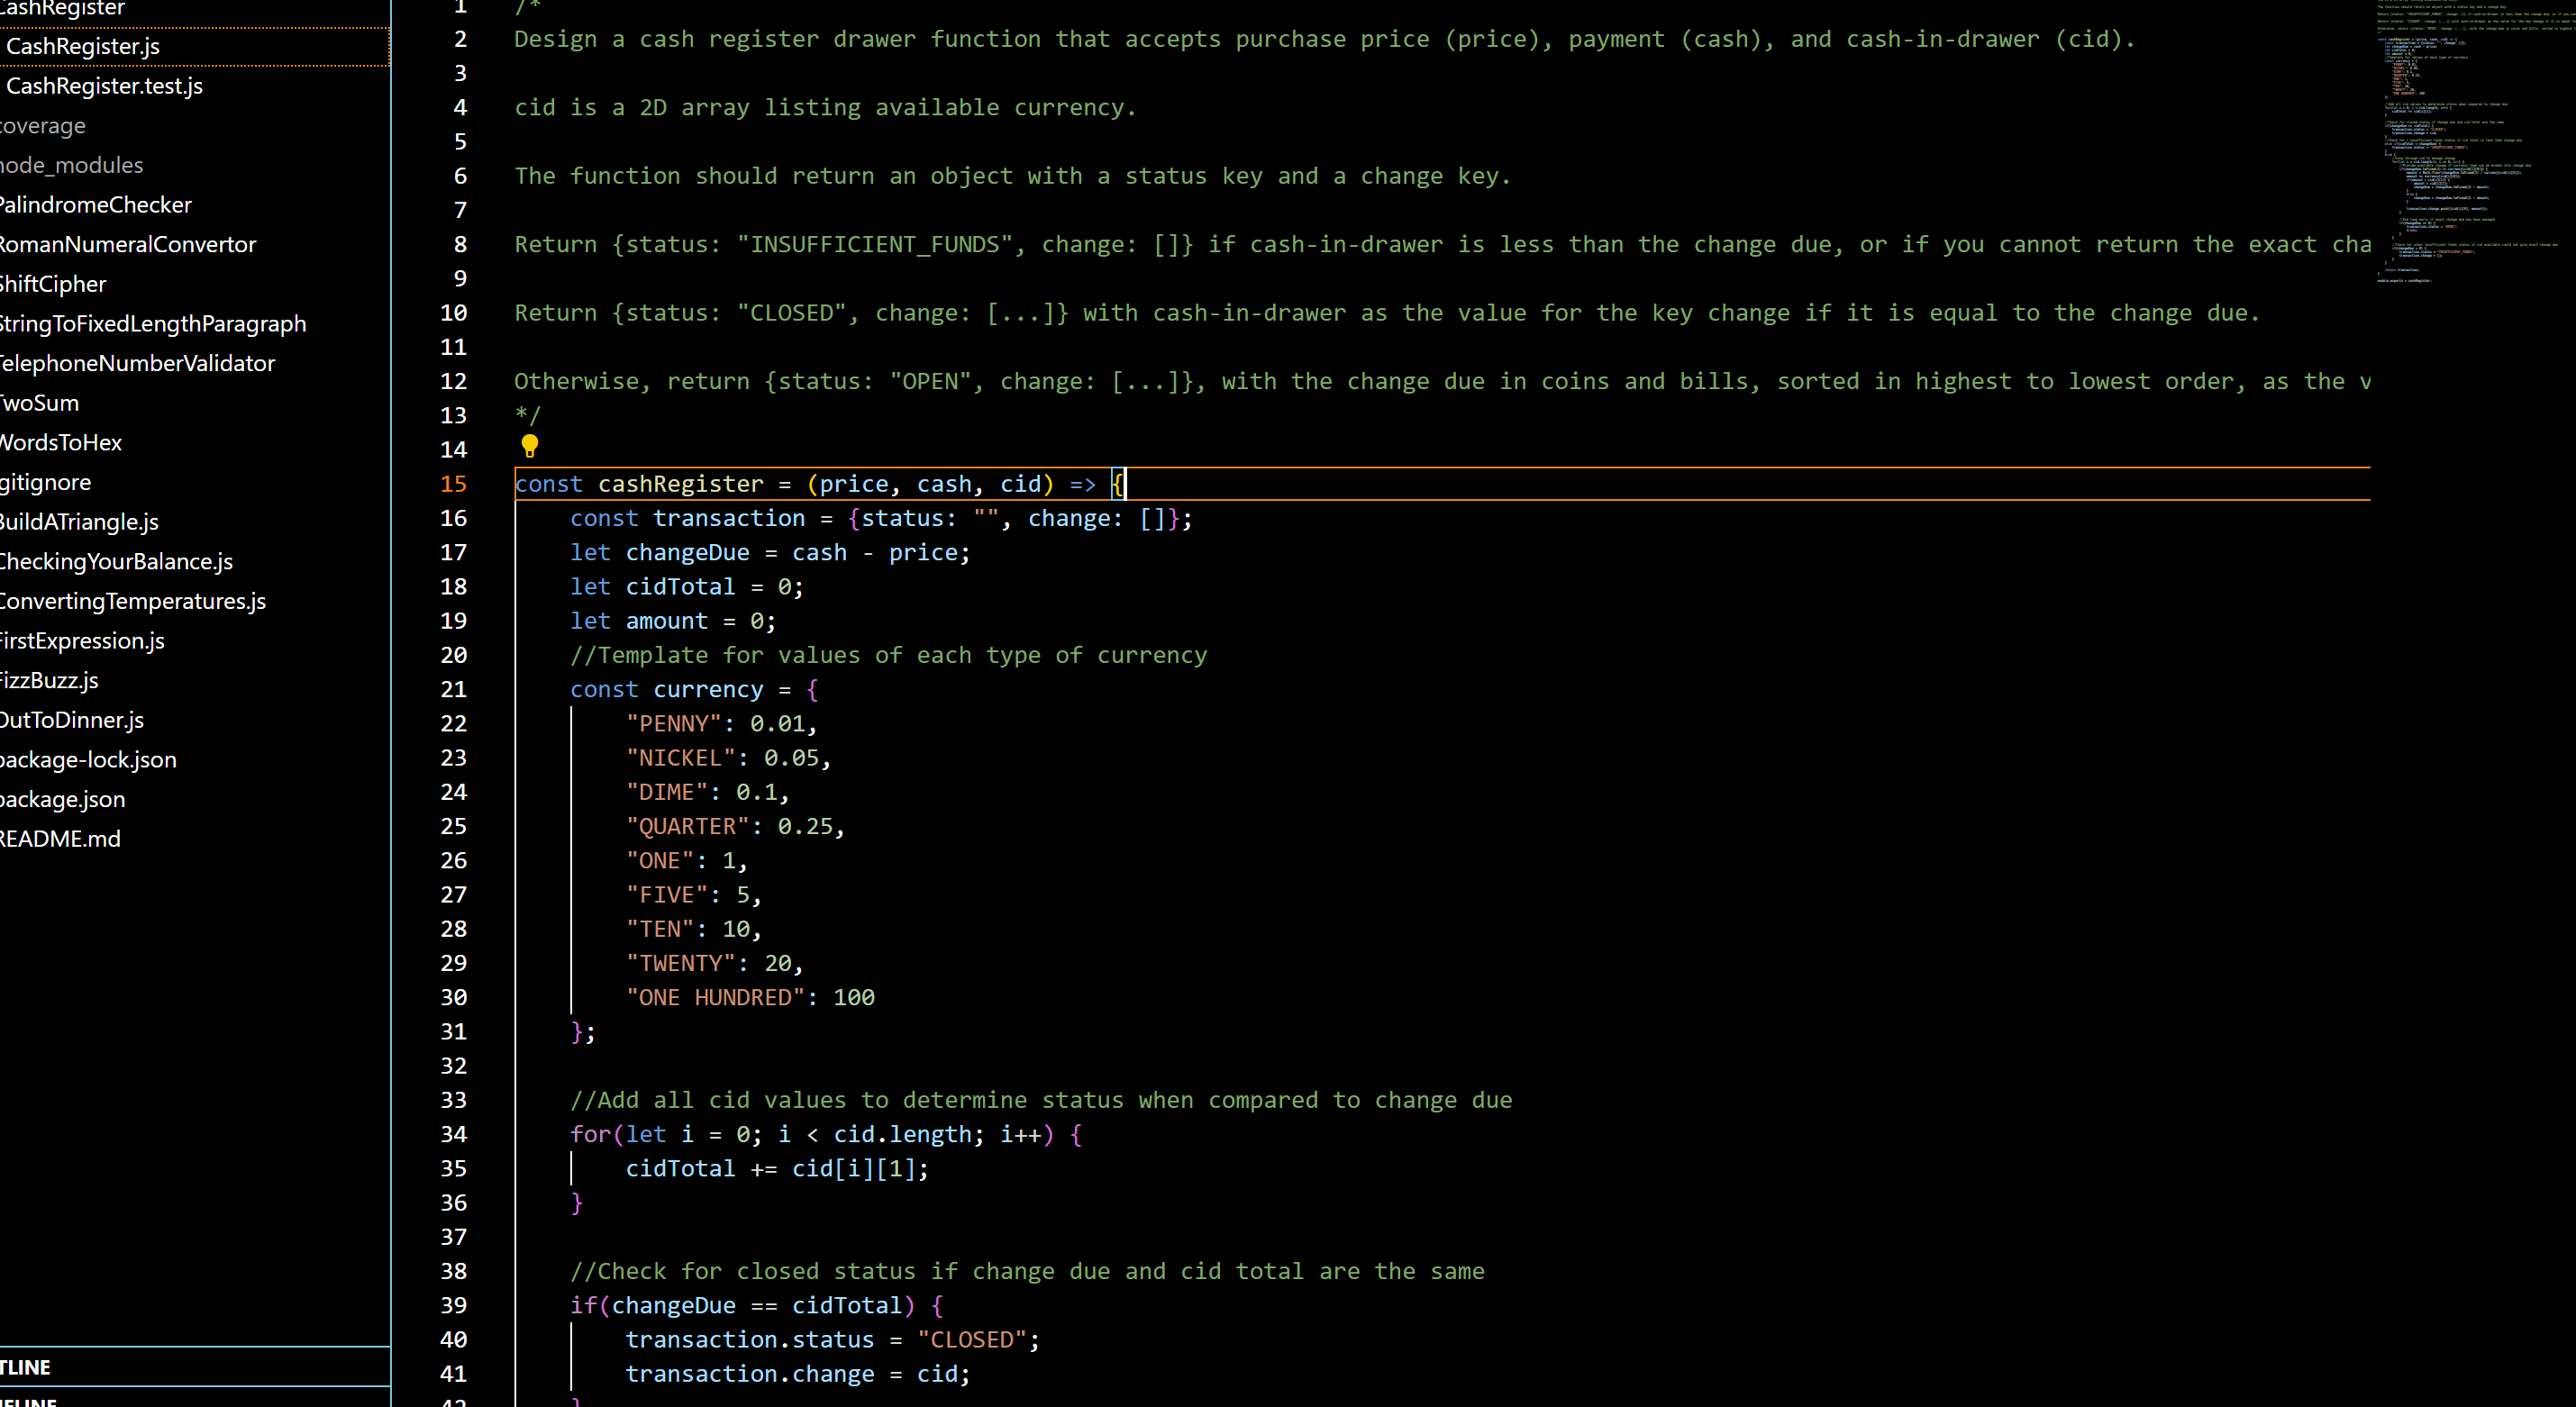 CashRegister
CashRegister.js
CashRegister.test.js
coverage
node_modules
PalindromeChecker
RomanNumeralConvertor
ShiftCipher
StringToFixedLengthParagraph
TelephoneNumberValidator
TwoSum
WordsToHex
gitignore
BuildATriangle.js
CheckingYourBalance.js
ConvertingTemperatures.js
FirstExpression.js
FizzBuzz.js
OutToDinner.js
package-lock.json
package.json
README.md
TLINE
1 /*
2 Design a cash register drawer function that accepts purchase price (price), payment (cash), and cash-in-drawer (cid).
3
4 cid is a 2D array listing available currency.
5
6 The function should return an object with a status key and a change key.
7
8 Return {status: "INSUFFICIENT_FUNDS", change: []} if cash-in-drawer is less than the change due, or if you cannot return the exact cha
9
10 Return {status: "CLOSED", change: [...]} with cash-in-drawer as the value for the key change if it is equal to the change due.
11
12 Otherwise, return {status: "OPEN", change: [...]}, with the change due in coins and bills, sorted in highest to lowest order, as the v
13 */
14
15 const cashRegister = (price, cash, cid) => {
16 const transaction = {status: "", change: []};
17 let changeDue = cash - price;
18 let cidTotal = 0;
19 let amount = 0;
20 //Template for values of each type of currency
21 const currency = {
22 "PENNY": 0.01,
23 "NICKEL": 0.05,
24 "DIME": 0.1,
25 "QUARTER": 0.25,
26 "ONE": 1,
27 "FIVE": 5,
28 "TEN": 10,
29 "TWENTY": 20,
30 "ONE HUNDRED": 100
31 };
32
33 //Add all cid values to determine status when compared to change due
34 for(let i = 0; i < cid.length; i++) {
35 cidTotal += cid[i][1];
36 }
37
38 //Check for closed status if change due and cid total are the same
39 if(changeDue == cidTotal) {
40 transaction.status = "CLOSED";
41 transaction.change = cid;
42 }